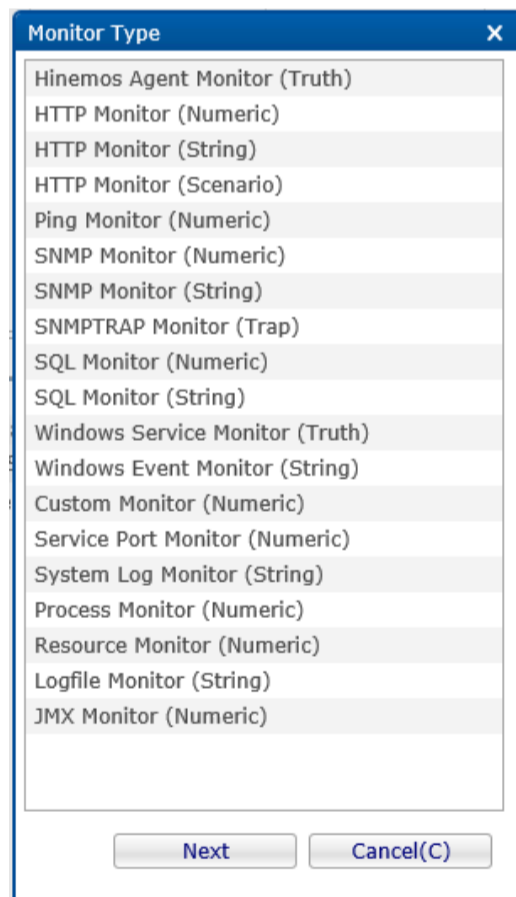 Monitor Type
Hinemos Agent Monitor (Truth)
HTTP Monitor (Numeric)
HTTP Monitor (String)
HTTP Monitor (Scenario)
Ping Monitor (Numeric)
SNMP Monitor (Numeric)
SNMP Monitor (String)
SNMPTRAP Monitor (Trap)
SQL Monitor (Numeric)
SQL Monitor (String)
Windows Service Monitor (Truth)
Windows Event Monitor (String)
Custom Monitor (Numeric)
Service Port Monitor (Numeric)
System Log Monitor (String)
Process Monitor (Numeric)
Resource Monitor (Numeric)
Logfile Monitor (String)
JMX Monitor (Numeric)
Next Cancel(C)